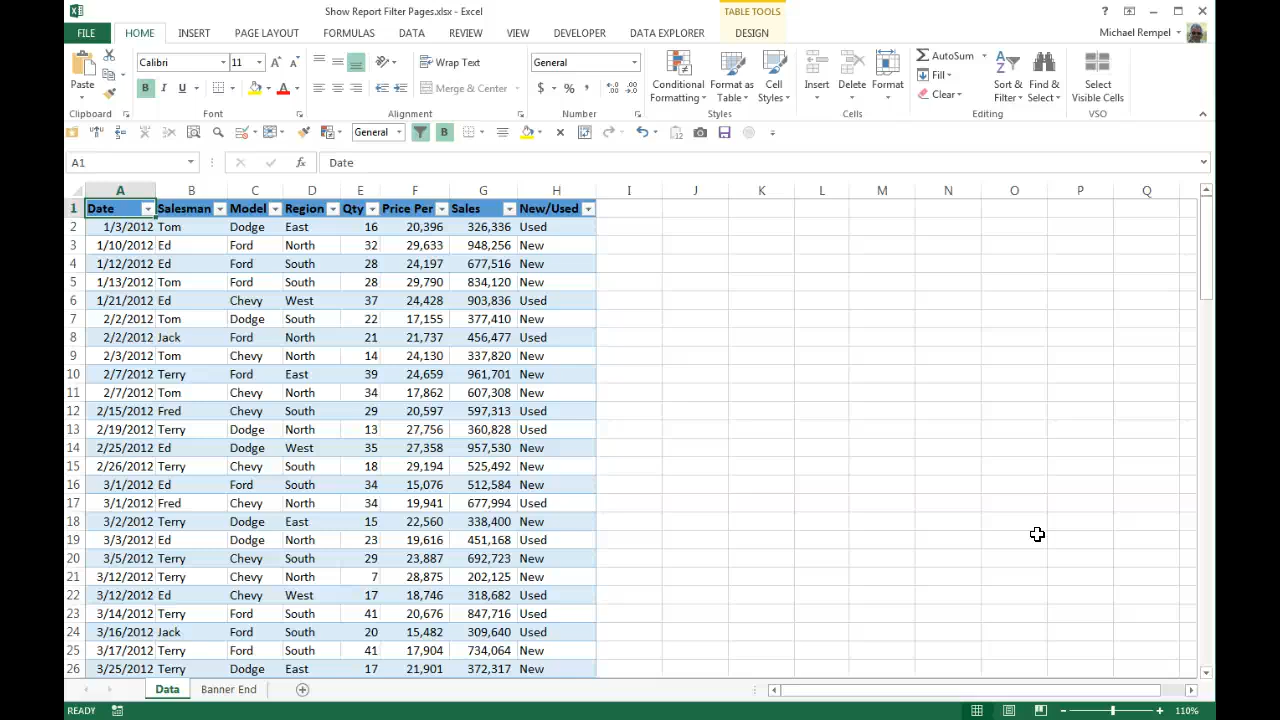 Show Report Filter Pages.xlsx - Excel
TABLE TOOLS
?
FILE HOME INSERT PAGE LAYOUT FORMULAS DATA REVIEW VIEW DEVELOPER DATA EXPLORER DESIGN Michael Rempel
Paste
Calibri 11
B I U
A A
Wrap Text
Merge & Center
General
$ % ,
Conditional Formatting
Format as Table
Cell Styles
Insert Delete Format
AutoSum
Fill
Clear
Sort & Filter
Find & Select
Select Visible Cells
Clipboard Font Alignment Number Styles Cells Editing VSO
General B
A1 fx Date
A B C D E F G H I J K L M N O P Q
1 Date Salesman Model Region Qty Price Per Sales New/Used
2 1/3/2012 Tom Dodge East 16 20,396 326,336 Used
3 1/10/2012 Ed Ford North 32 29,633 948,256 New
4 1/12/2012 Ed Ford South 28 24,197 677,516 New
5 1/13/2012 Tom Ford South 28 29,790 834,120 New
6 1/21/2012 Ed Chevy West 37 24,428 903,836 Used
7 2/2/2012 Tom Dodge South 22 17,155 377,410 New
8 2/2/2012 Jack Ford North 21 21,737 456,477 Used
9 2/3/2012 Tom Chevy North 14 24,130 337,820 New
10 2/7/2012 Terry Ford East 39 24,659 961,701 New
11 2/7/2012 Tom Chevy North 34 17,862 607,308 New
12 2/15/2012 Fred Chevy South 29 20,597 597,313 Used
13 2/19/2012 Terry Dodge North 13 27,756 360,828 Used
14 2/25/2012 Ed Dodge West 35 27,358 957,530 New
15 2/26/2012 Terry Chevy South 18 29,194 525,492 New
16 3/1/2012 Ed Ford South 34 15,076 512,584 New
17 3/1/2012 Fred Chevy North 34 19,941 677,994 Used
18 3/2/2012 Terry Dodge East 15 22,560 338,400 New
19 3/3/2012 Ed Dodge North 23 19,616 451,168 Used
20 3/5/2012 Terry Chevy South 29 23,887 692,723 New
21 3/12/2012 Terry Chevy North 7 28,875 202,125 New
22 3/12/2012 Ed Chevy West 17 18,746 318,682 Used
23 3/14/2012 Terry Ford South 41 20,676 847,716 Used
24 3/16/2012 Jack Ford South 20 15,482 309,640 Used
25 3/17/2012 Terry Ford South 41 17,904 734,064 New
26 3/25/2012 Terry Dodge East 17 21,901 372,317 New
Data Banner End
READY 110%